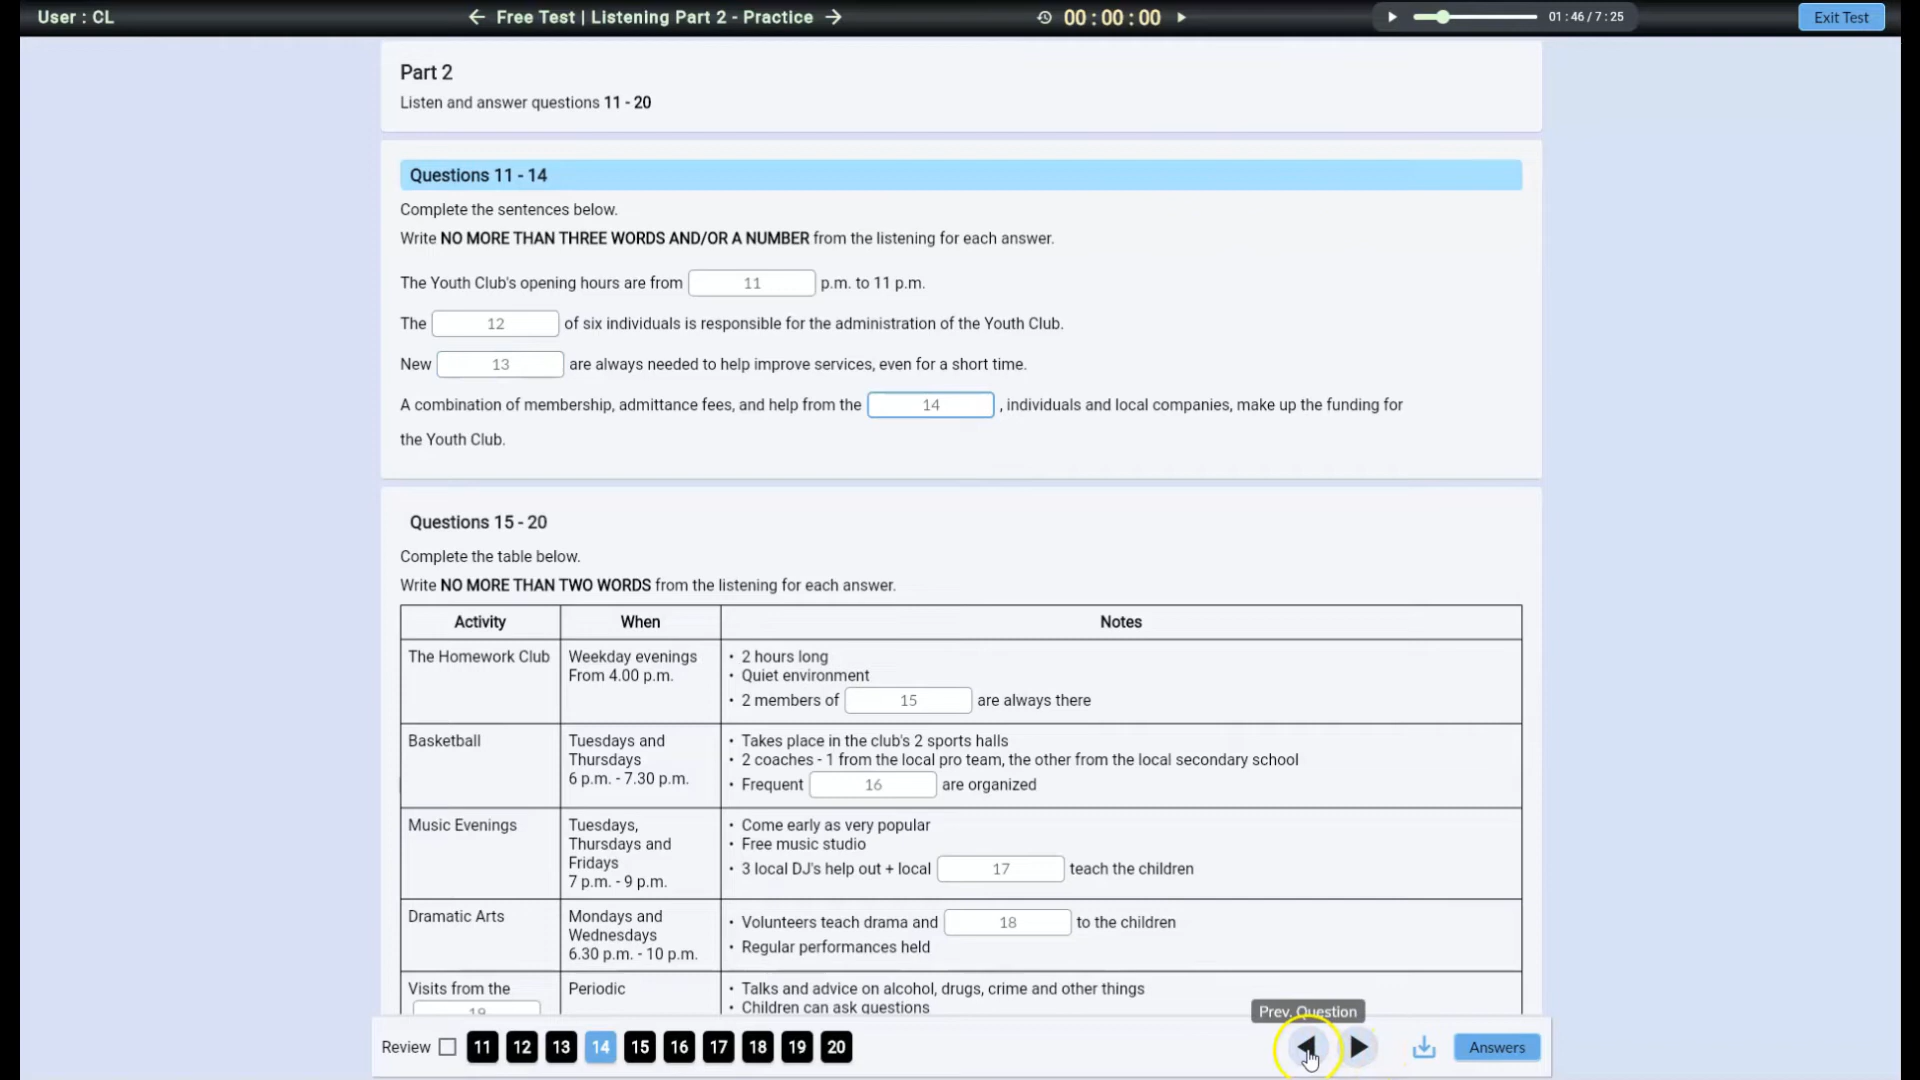 User : CL
← Free Test | Listening Part 2 - Practice →
00:00:00
01:46 / 7:25
Exit Test
Part 2
Listen and answer questions 11 - 20
Questions 11 - 14
Complete the sentences below.
Write NO MORE THAN THREE WORDS AND/OR A NUMBER from the listening for each answer.
The Youth Club's opening hours are from 11 p.m. to 11 p.m.
The 12 of six individuals is responsible for the administration of the Youth Club.
New 13 are always needed to help improve services, even for a short time.
A combination of membership, admittance fees, and help from the 14 , individuals and local companies, make up the funding for
the Youth Club.
Questions 15 - 20
Complete the table below.
Write NO MORE THAN TWO WORDS from the listening for each answer.
Activity When Notes
The Homework Club
Weekday evenings
From 4.00 p.m.
• 2 hours long
• Quiet environment
• 2 members of 15 are always there
Basketball
Tuesdays and
Thursdays
6 p.m. - 7.30 p.m.
• Takes place in the club's 2 sports halls
• 2 coaches - 1 from the local pro team, the other from the local secondary school
• Frequent 16 are organized
Music Evenings
Tuesdays,
Thursdays and
Fridays
7 p.m. - 9 p.m.
• Come early as very popular
• Free music studio
• 3 local DJ's help out + local 17 teach the children
Dramatic Arts
Mondays and
Wednesdays
6.30 p.m. - 10 p.m.
• Volunteers teach drama and 18 to the children
• Regular performances held
Visits from the
19
Periodic
• Talks and advice on alcohol, drugs, crime and other things
• Children can ask questions
Prev. Question
Review 11 12 13 14 15 16 17 18 19 20
Answers